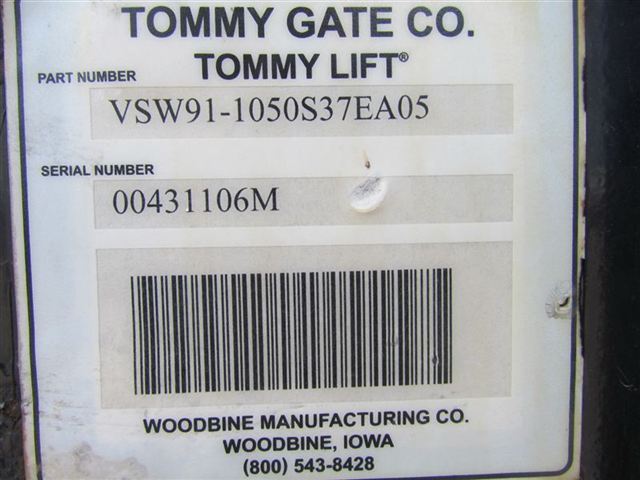 TOMMY GATE CO.
TOMMY LIFT®
PART NUMBER
VSW91-1050S37EA05
SERIAL NUMBER
00431106M
WOODBINE MANUFACTURING CO.
WOODBINE, IOWA
(800) 543-8428